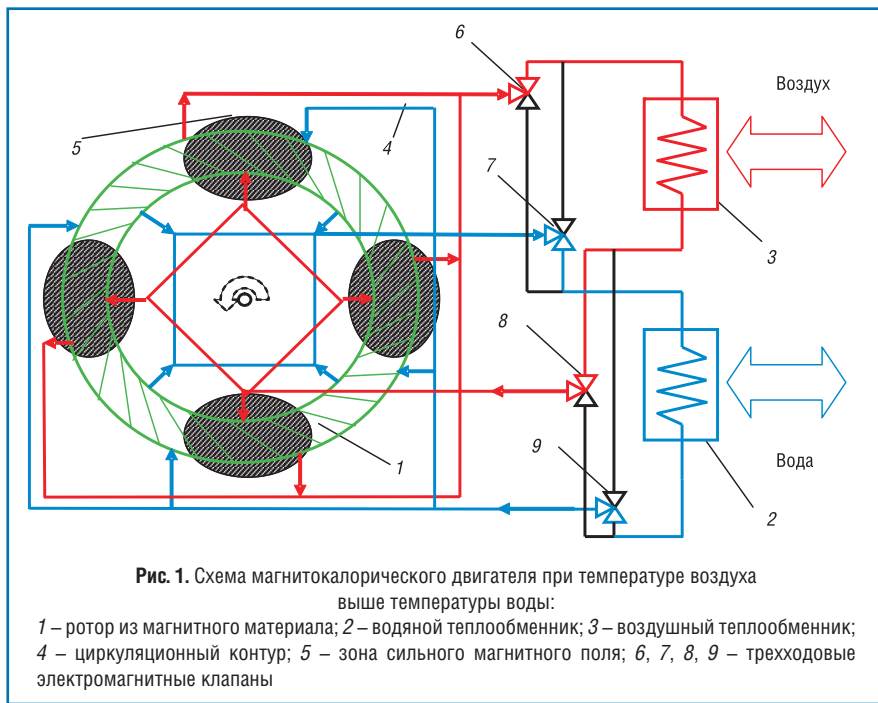 6
Воздух
5
4
7
3
8
9
1
Вода
2
Рис. 1. Схема магнитокалорического двигателя при температуре воздуха
выше температуры воды:
1 – ротор из магнитного материала; 2 – водяной теплообменник; 3 – воздушный теплообменник;
4 – циркуляционный контур; 5 – зона сильного магнитного поля; 6, 7, 8, 9 – трехходовые
электромагнитные клапаны